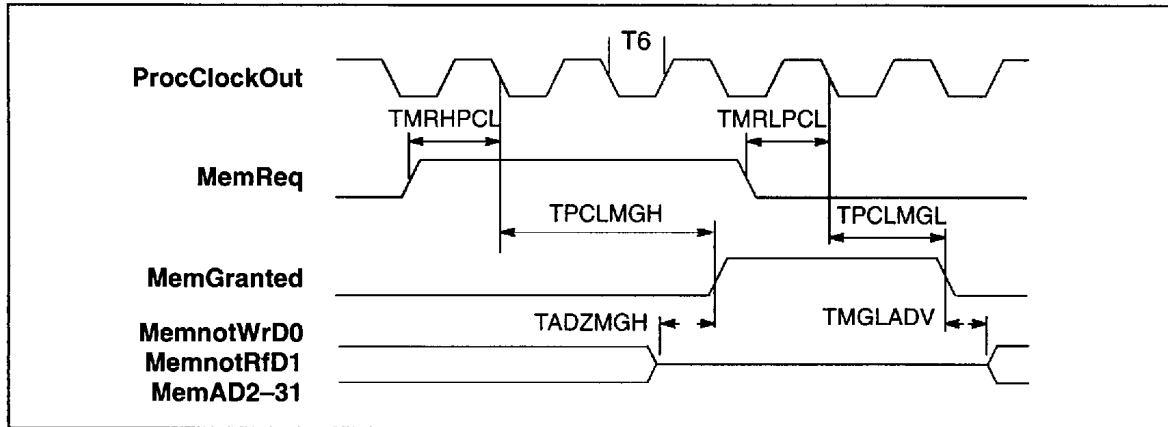 T6
ProcClockOut
TMRHPCL
TMRLPCL
MemReq
TPCLMGH
TPCLMGL
MemGranted
TADZMGH
TMGLADV
MemnotWrD0
MemnotRfD1
MemAD2–31